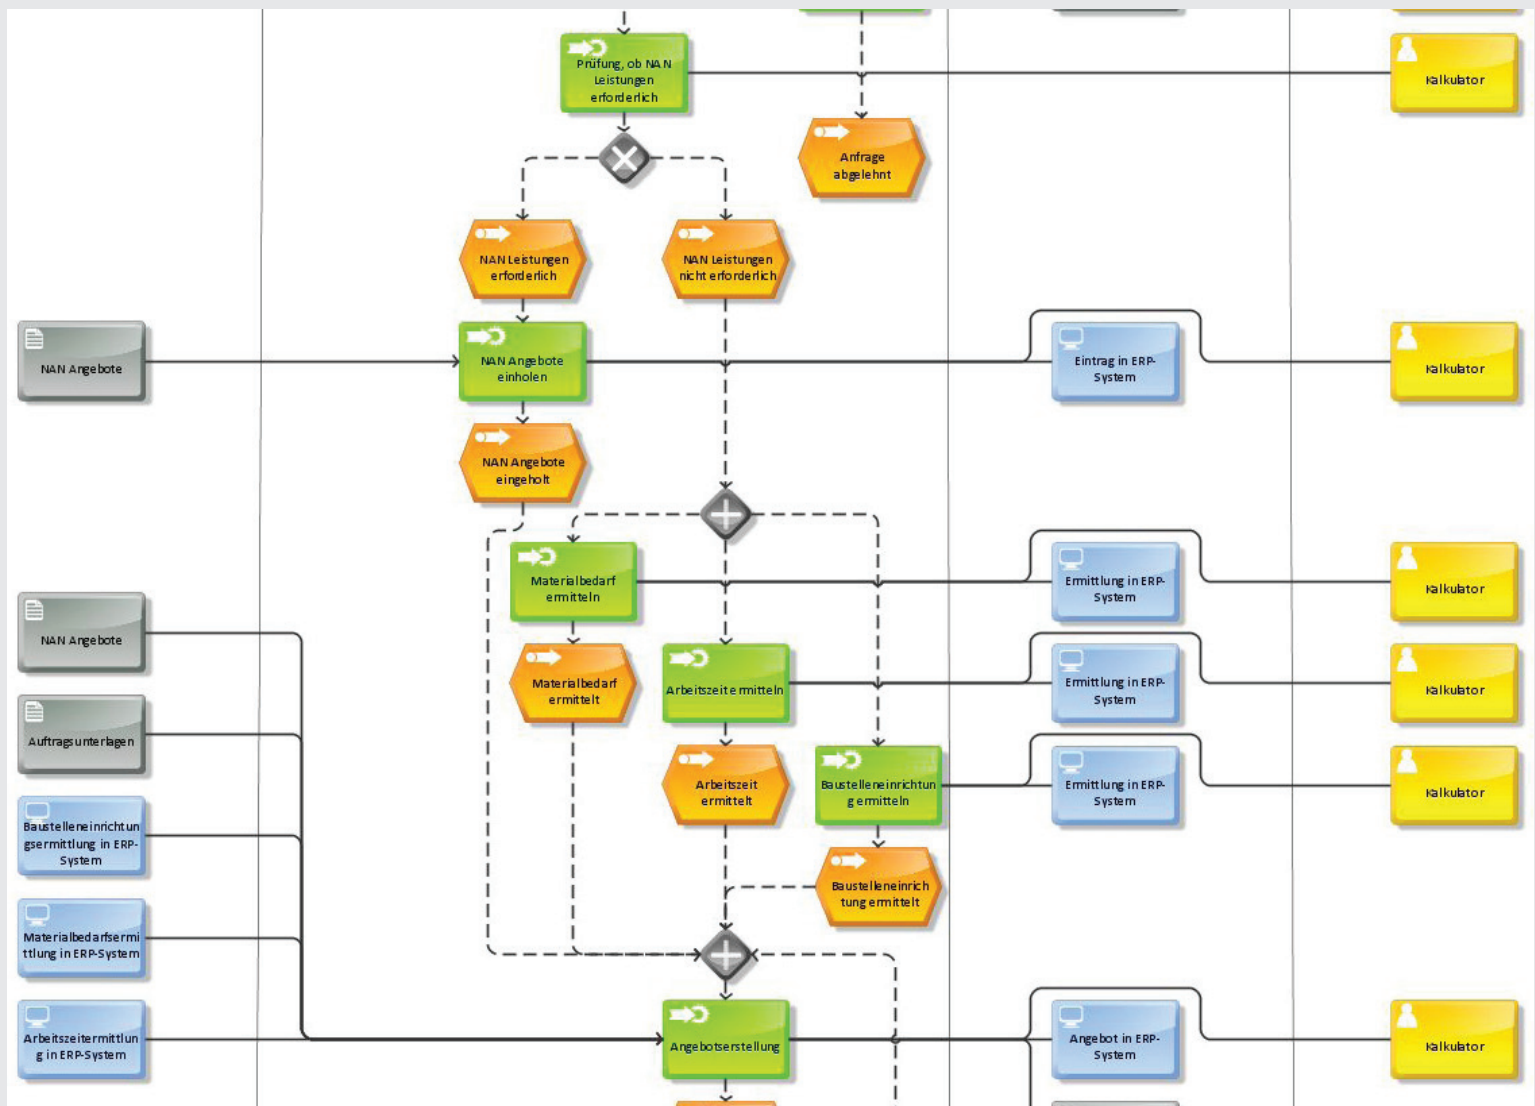 Prüfung, ob NAN
Leistungen
erforderlich
Kalkulator
Anfrage
abgelehnt
NAN Leistungen
erforderlich
NAN Leistungen
nicht erforderlich
NAN Angebote
NAN Angebote
einholen
Eintrag in ERP-
System
Kalkulator
NAN Angebote
eingeholt
Materialbedarf
ermitteln
Ermittlung in ERP-
System
Kalkulator
NAN Angebote
Materialbedarf
ermittelt
Arbeitszeit ermitteln
Ermittlung in ERP-
System
Kalkulator
Auftragsunterlagen
Arbeitszeit
ermittelt
Baustelleneinrichtun
g ermitteln
Ermittlung in ERP-
System
Kalkulator
Baustelleneinrichtun
gsermittlung in ERP-
System
Baustelleneinrich
tung ermittelt
Materialbedarfsermi
ttlung in ERP-System
Arbeitszeitermittlun
g in ERP-System
Angebotserstellung
Angebot in ERP-
System
Kalkulator